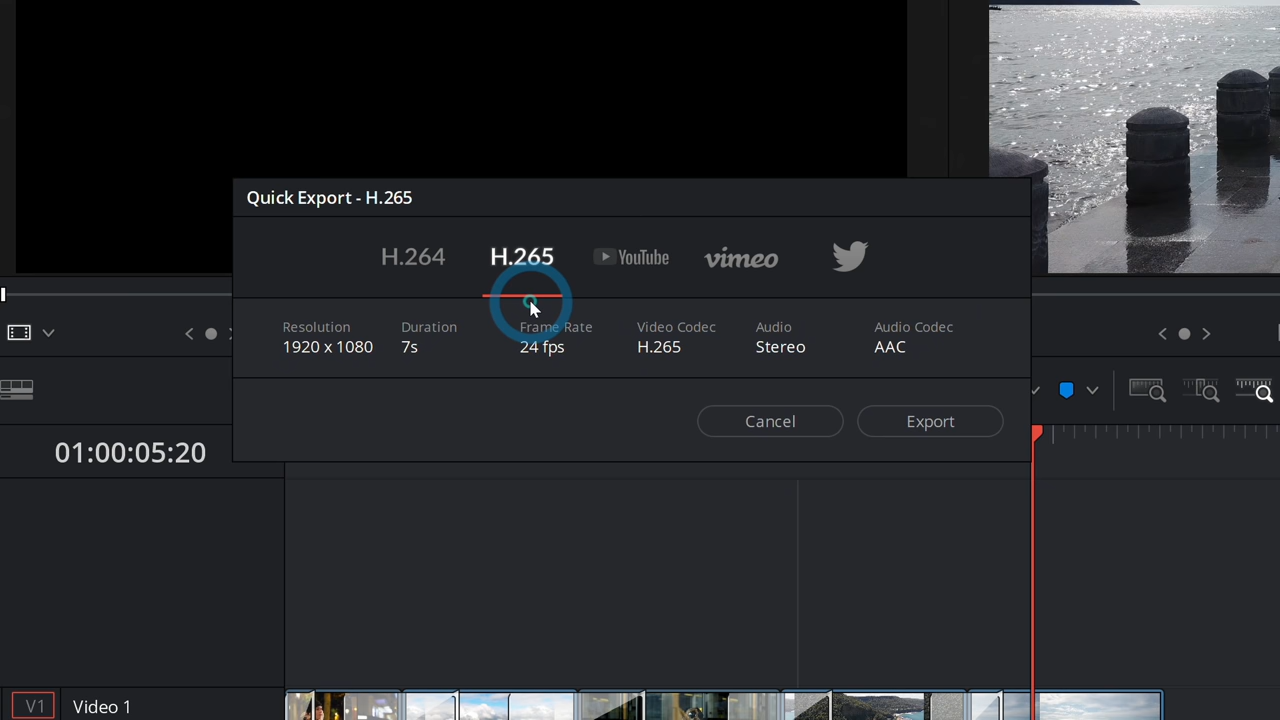 Quick Export - H.265
H.264 H.265 YouTube vimeo
Resolution Duration Frame Rate Video Codec Audio Audio Codec
1920 x 1080 7s 24 fps H.265 Stereo AAC
Cancel Export
01:00:05:20
V1 Video 1